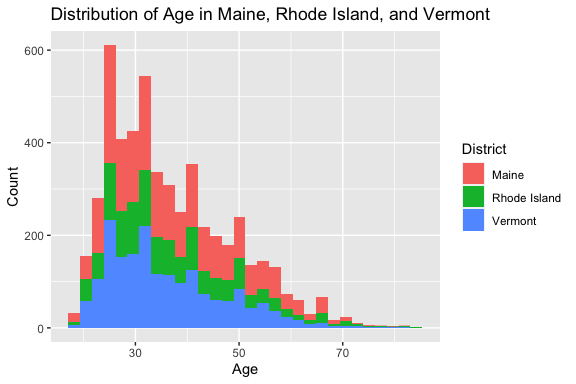 Distribution of Age in Maine, Rhode Island, and Vermont
600
400
200
0
Count
30
50
70
Age
District
Maine
Rhode Island
Vermont